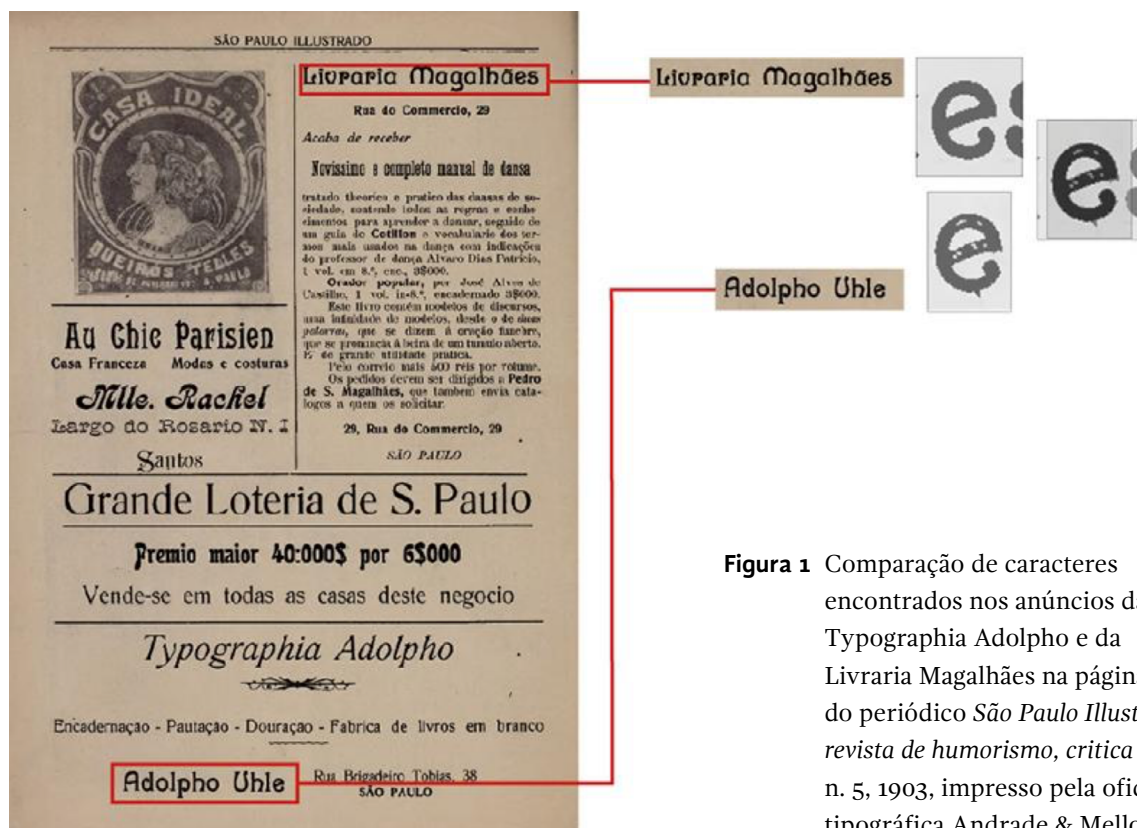 SÃO PAULO ILLUSTRADO
CASA IDEAL
QUEIROS TELLES
Au Chic Parisien
Casa Franceza Modas e costuras
Mlle. Rachel
Largo do Rosario N. 1
Santos
Livraria Magalhães
Rua do Commercio, 29
Acaba de receber
Novissimo e completo manual de dansa
tratado theorico e pratico das dansas de so-
ciedade, contendo todos as regras e conhe-
cimentos para aprender a dansar, seguido de
um guia do Cotillon e vocabulario dos ter-
mos mais usados na dança com indicações
do professor de dança Alvaro Dias Patricio,
1 vol. em 8.º, enc., 3$000.
Orador popular, por José Alves de
Castilho, 1 vol. in-8.º, encadernado 3$000.
Este livro contém modelos de discursos,
uma infinidade de modelos, desde o de duas
palavras, que se dizem á oração funebre,
que se pronuncia á beira de um tumulo aberto.
E' de grande utilidade pratica.
Pelo correio mais 500 réis por volume.
Os pedidos devem ser dirigidos a Pedro
de S. Magalhães, que tambem envia cata-
logos a quem os solicitar.
29, Rua do Commercio, 29
SÃO PAULO
Grande Loteria de S. Paulo
Premio maior 40:000$ por 6$000
Vende-se em todas as casas deste negocio
Typographia Adolpho
Encadernação - Pautação - Douração - Fabrica de livros em branco
Adolpho Uhle
Rua Brigadeiro Tobias, 38
SÃO PAULO
Livraria Magalhães
es
es
e
Adolpho Uhle
Figura 1 Comparação de caracteres
encontrados nos anúncios da
Typographia Adolpho e da
Livraria Magalhães na página
do periódico São Paulo Illust
revista de humorismo, critica
n. 5, 1903, impresso pela ofic
tipográfica Andrade & Mello